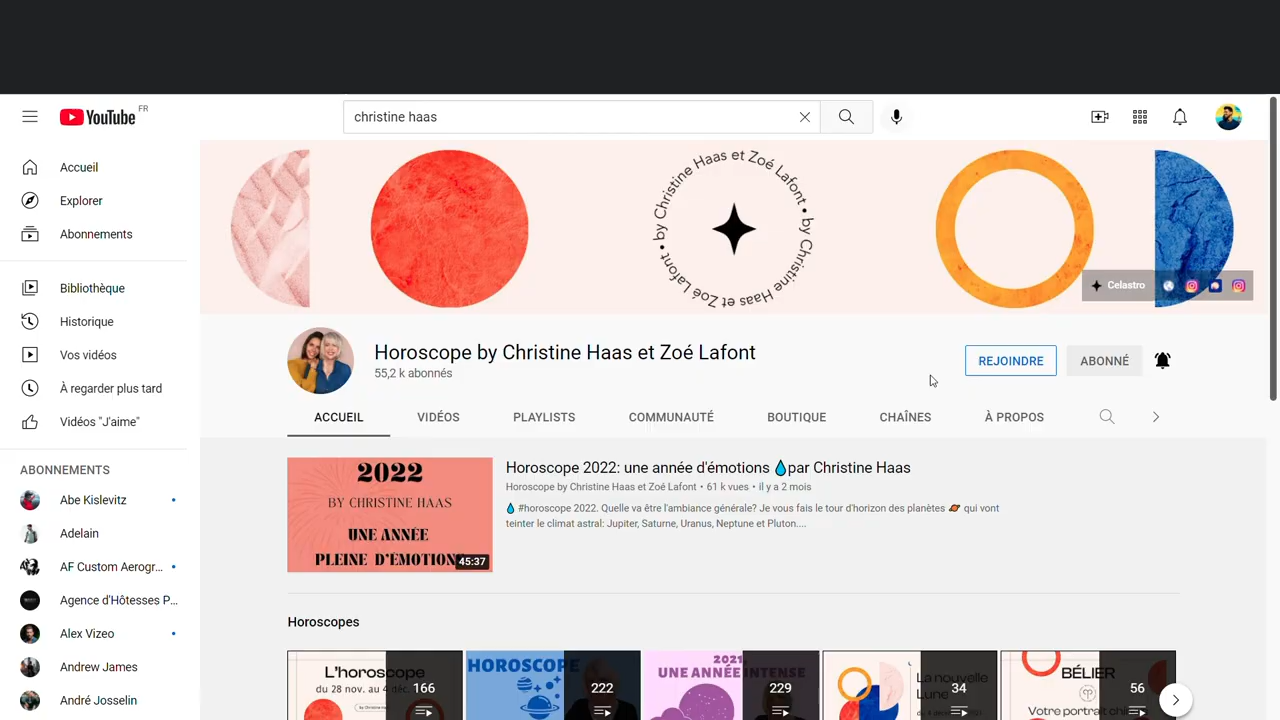 YouTube FR
christine haas
Accueil
Explorer
Abonnements
Bibliothèque
Historique
Vos vidéos
À regarder plus tard
Vidéos "J'aime"
ABONNEMENTS
Abe Kislevitz
Adelain
AF Custom Aerogr...
Agence d'Hôtesses P...
Alex Vizeo
Andrew James
André Josselin
by Christine Haas et Zoé Lafont • by Christine Haas et Zoé Lafont •
Celastro
Horoscope by Christine Haas et Zoé Lafont
55,2 k abonnés
REJOINDRE
ABONNÉ
ACCUEIL
VIDÉOS
PLAYLISTS
COMMUNAUTÉ
BOUTIQUE
CHAÎNES
À PROPOS
2022
BY CHRISTINE HAAS
UNE ANNÉE
PLEINE D'ÉMOTION
45:37
Horoscope 2022: une année d'émotions 💧par Christine Haas
Horoscope by Christine Haas et Zoé Lafont • 61 k vues • il y a 2 mois
💧 #horoscope 2022. Quelle va être l'ambiance générale? Je vous fais le tour d'horizon des planètes 🪐 qui vont
teinter le climat astral: Jupiter, Saturne, Uranus, Neptune et Pluton....
Horoscopes
L'horoscope
du 28 nov. au 4 déc.
166
HOROSCOPE
222
2021
UNE ANNÉE INTENSE
229
La nouvelle
Lune
34
BÉLIER
Votre portrait
56